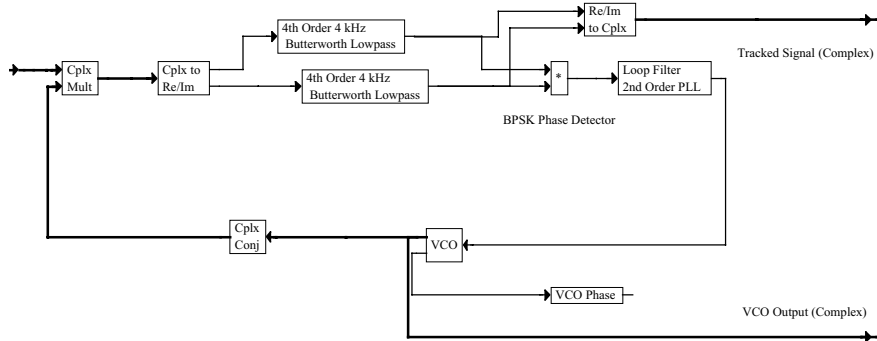 4th Order 4 kHz
Butterworth Lowpass
Re/Im
to Cplx
Tracked Signal (Complex)
Cplx
Mult
Cplx to
Re/Im
4th Order 4 kHz
Butterworth Lowpass
*
Loop Filter
2nd Order PLL
BPSK Phase Detector
Cplx
Conj
VCO
VCO Phase
VCO Output (Complex)